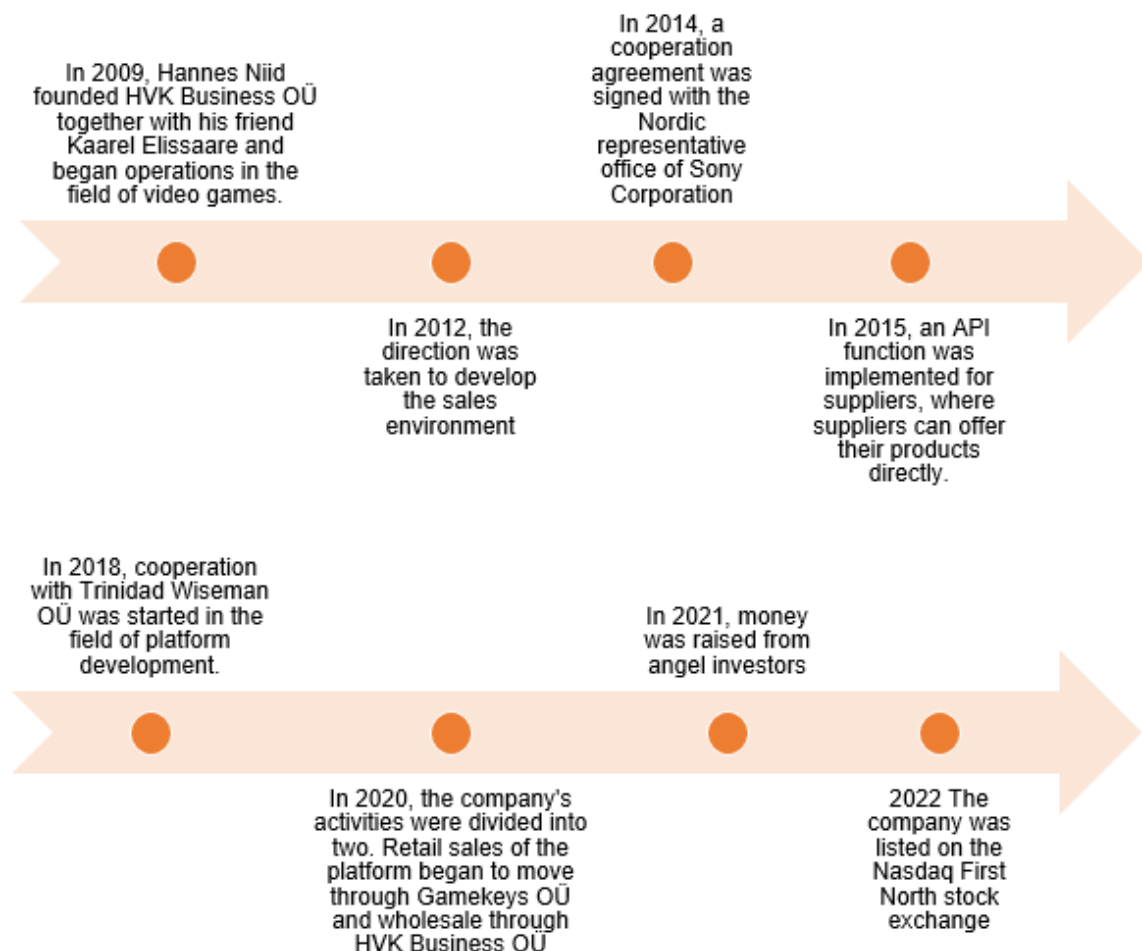 In 2009, Hannes Niid
founded HVK Business OÜ
together with his friend
Kaarel Elissaare and
began operations in the
field of video games.
In 2012, the
direction was
taken to develop
the sales
environment
In 2014, a
cooperation
agreement was
signed with the
Nordic
representative
office of Sony
Corporation
In 2015, an API
function was
implemented for
suppliers, where
suppliers can offer
their products
directly.
In 2018, cooperation
with Trinidad Wiseman
OÜ was started in the
field of platform
development.
In 2020, the company's
activities were divided into
two. Retail sales of the
platform began to move
through Gamekeys OÜ
and wholesale through
HVK Business OÜ
In 2021, money
was raised from
angel investors
2022 The
company was
listed on the
Nasdaq First
North stock
exchange